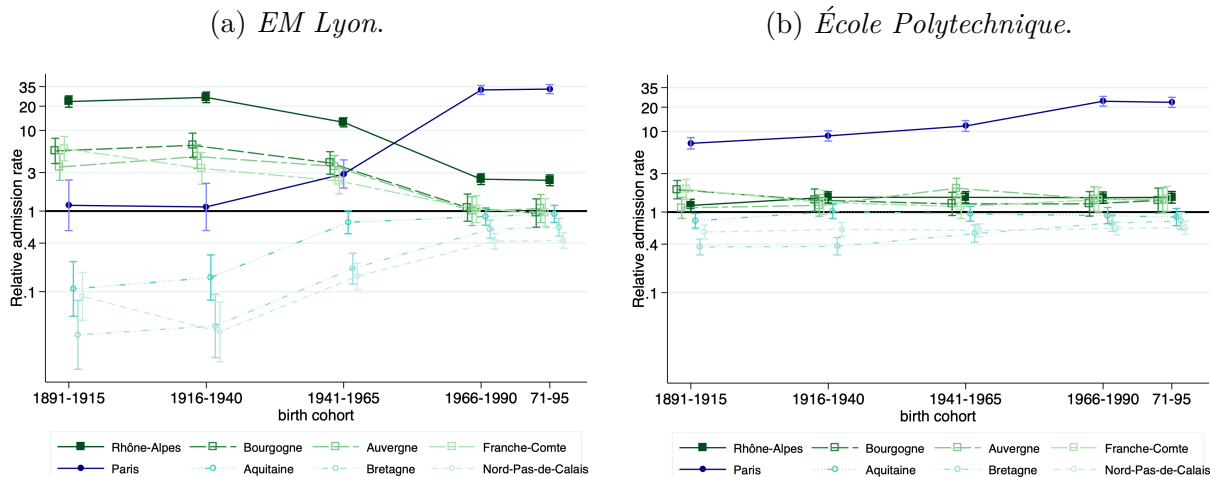 (a) EM Lyon.
35
20
10
3
1
.4
.1
Relative admission rate
1891-1915 1916-1940 1941-1965 1966-1990 71-95
birth cohort
Rhône-Alpes Bourgogne Auvergne Franche-Comte
Paris Aquitaine Bretagne Nord-Pas-de-Calais
(b) École Polytechnique.
35
20
10
3
1
.4
.1
Relative admission rate
1891-1915 1916-1940 1941-1965 1966-1990 71-95
birth cohort
Rhône-Alpes Bourgogne Auvergne Franche-Comte
Paris Aquitaine Bretagne Nord-Pas-de-Calais